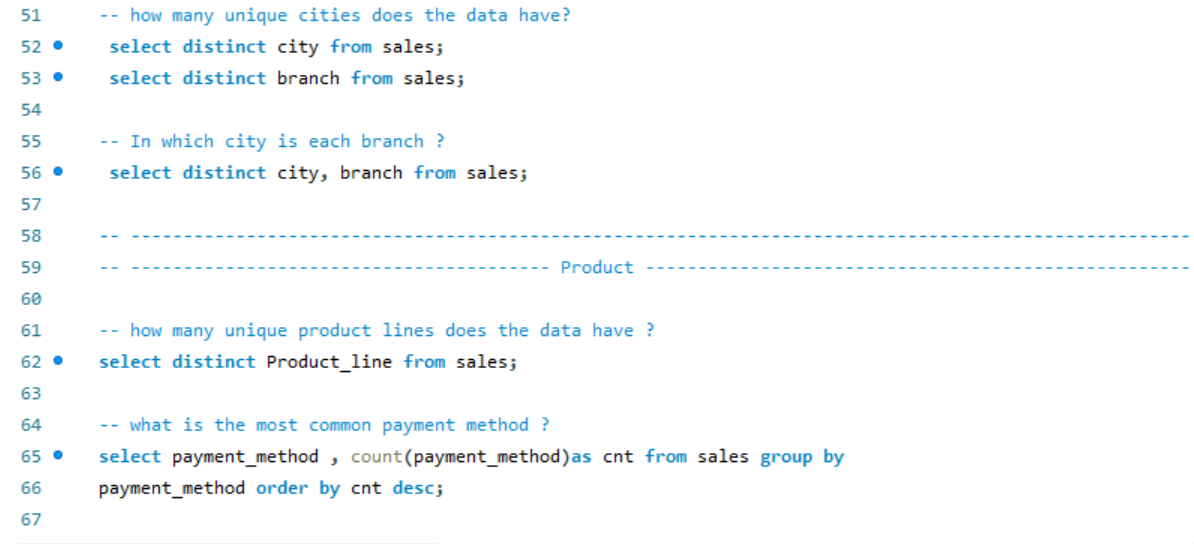 51 -- how many unique cities does the data have?
52 select distinct city from sales;
53 select distinct branch from sales;
54
55 -- In which city is each branch ?
56 select distinct city, branch from sales;
57
58 -- -----------------------------------------------------------------------------------------------------
59 -- ---------------------------------------- Product ----------------------------------------------------
60
61 -- how many unique product lines does the data have ?
62 select distinct Product_line from sales;
63
64 -- what is the most common payment method ?
65 select payment_method , count(payment_method)as cnt from sales group by
66 payment_method order by cnt desc;
67